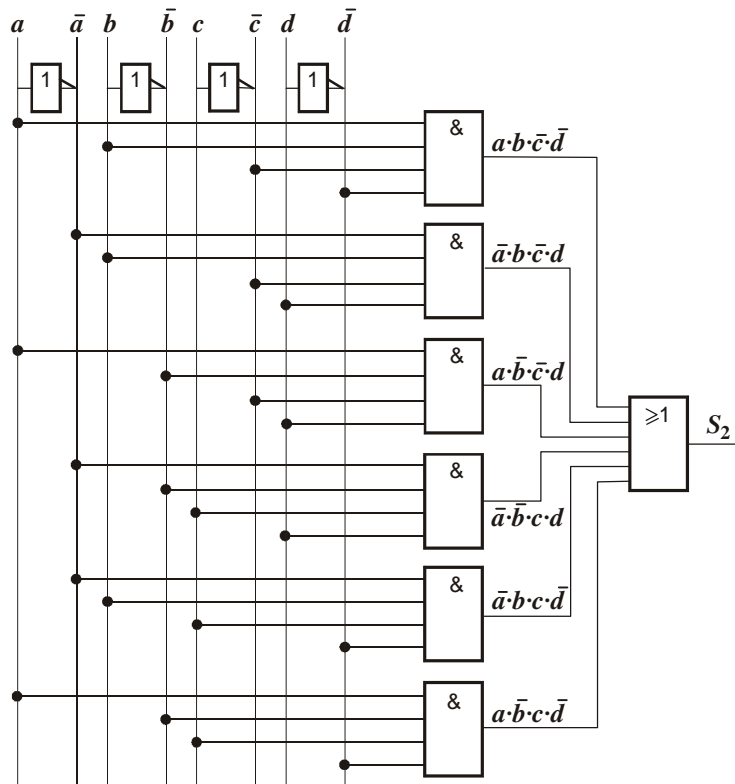 a ā b b̄ c c̄ d d̄
1 1 1 1
&
a·b·c̄·d̄
&
ā·b·c̄·d
&
a·b̄·c̄·d
⩾1
S₂
&
ā·b̄·c·d
&
ā·b·c·d̄
&
a·b̄·c·d̄